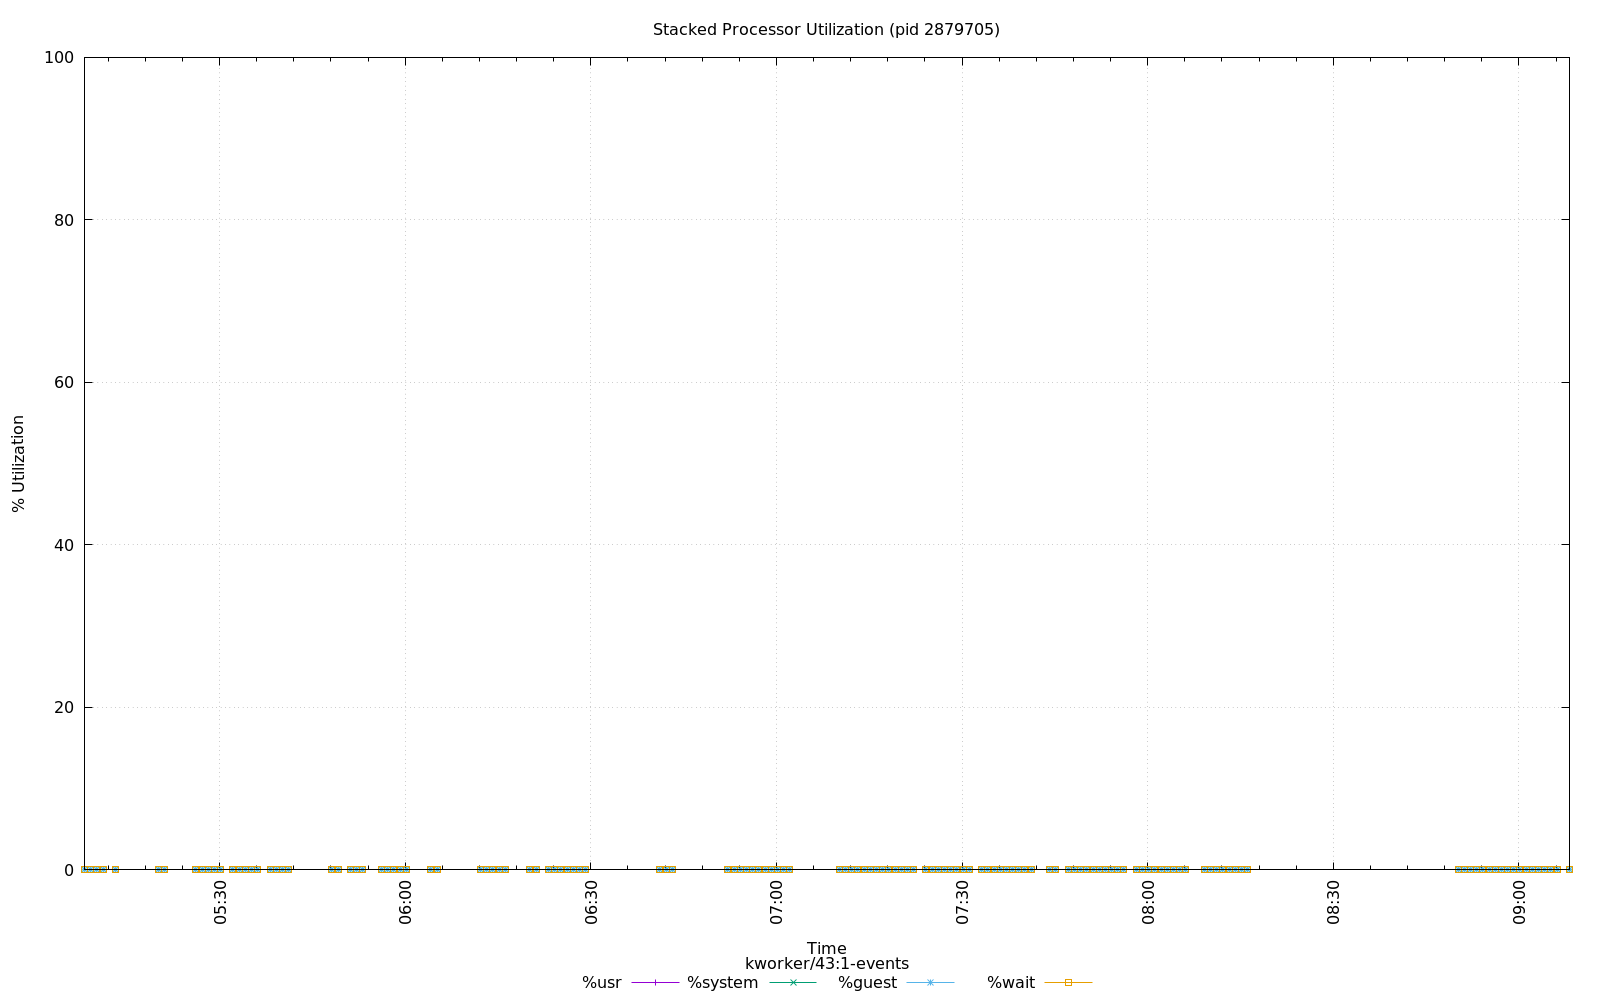 Stacked Processor Utilization (pid 2879705)
100
80
60
40
20
0
% Utilization
05:30
06:00
06:30
07:00
07:30
08:00
08:30
09:00
Time
kworker/43:1-events
%usr %system %guest %wait